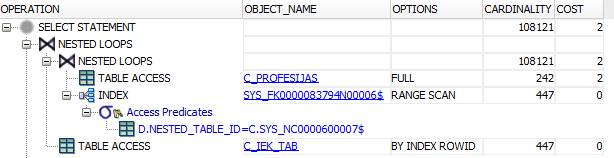 OPERATION OBJECT_NAME OPTIONS CARDINALITY COST
SELECT STATEMENT 108121 2
NESTED LOOPS
NESTED LOOPS 108121 2
TABLE ACCESS C_PROFESIJAS FULL 242 2
INDEX SYS_FK0000083794N00006$ RANGE SCAN 447 0
Access Predicates
D.NESTED_TABLE_ID=C.SYS_NC0000600007$
TABLE ACCESS C_IEK_TAB BY INDEX ROWID 447 0